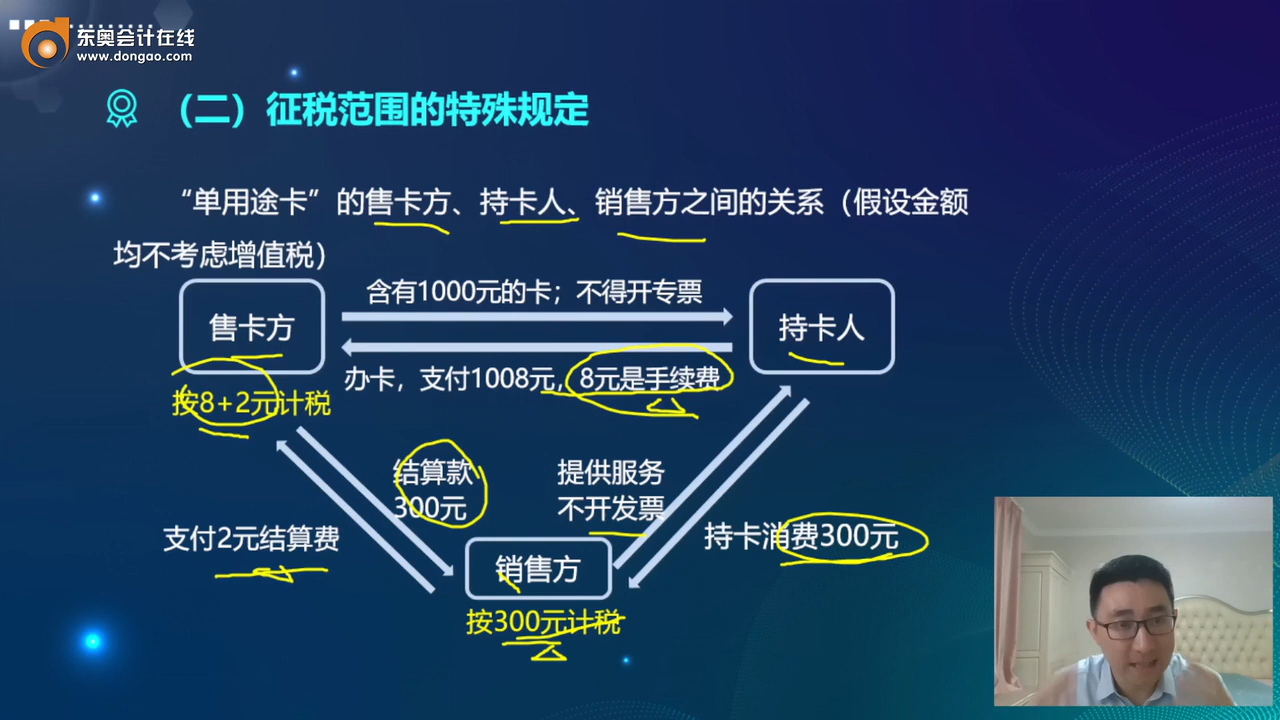 东奥会计在线
www.dongao.com
（二）征税范围的特殊规定
“单用途卡”的售卡方、持卡人、销售方之间的关系（假设金额
均不考虑增值税）
含有1000元的卡；不得开专票
售卡方
持卡人
办卡，支付1008元，8元是手续费
按8+2元计税
结算款
300元
提供服务
不开发票
支付2元结算费
持卡消费300元
销售方
按300元计税